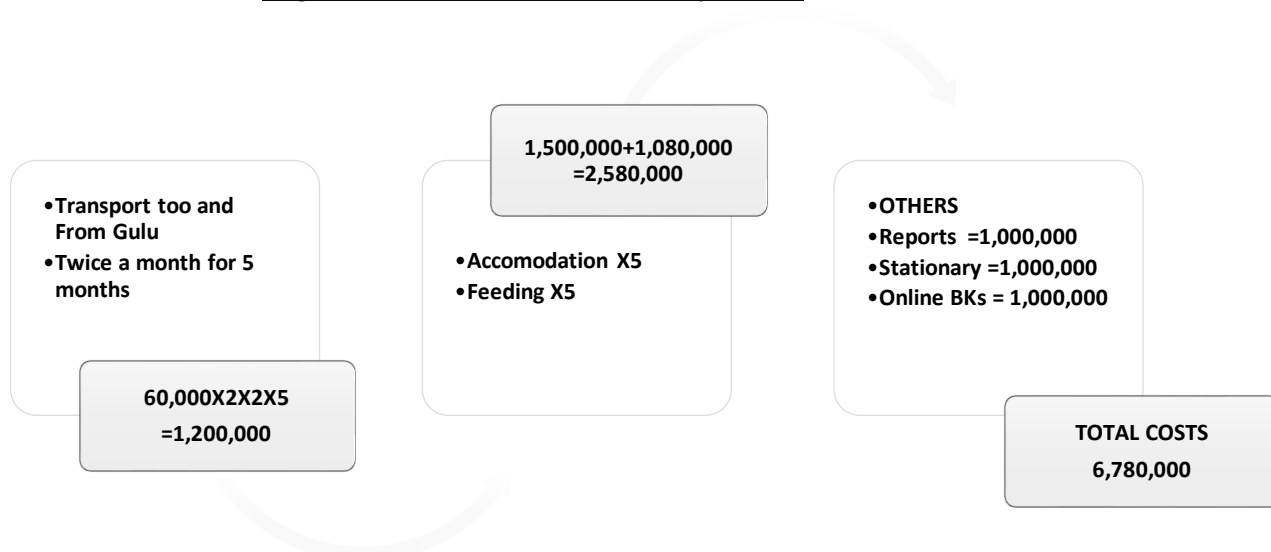 •Transport too and
From Gulu
•Twice a month for 5
months
60,000X2X2X5
=1,200,000
1,500,000+1,080,000
=2,580,000
•Accomodation X5
•Feeding X5
•OTHERS
•Reports =1,000,000
•Stationary =1,000,000
•Online BKs = 1,000,000
TOTAL COSTS
6,780,000